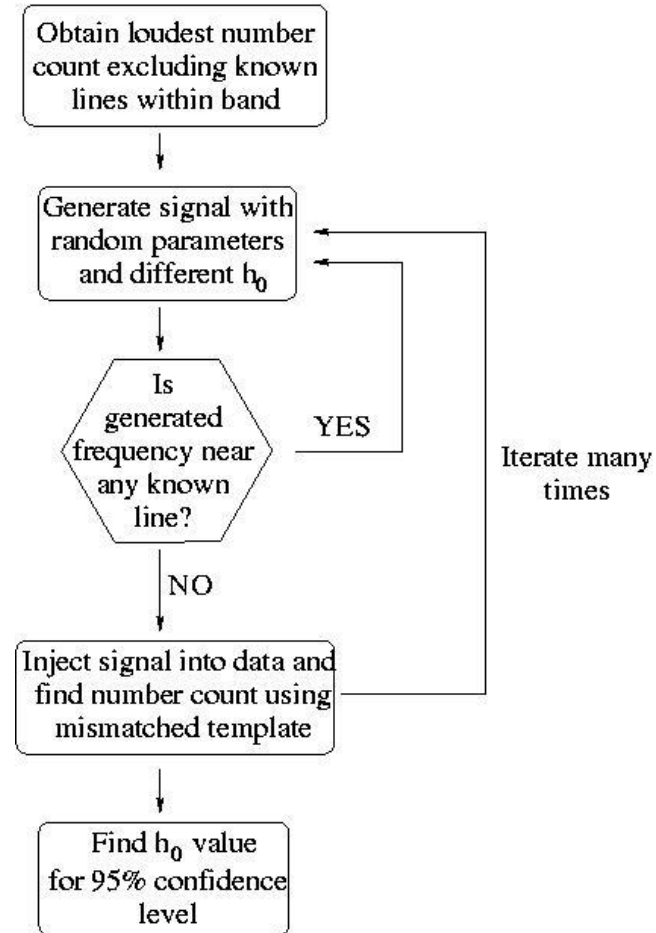 Obtain loudest number
count excluding known
lines within band
Generate signal with
random parameters
and different h₀
Is
generated
frequency near
any known
line?
YES
Iterate many
times
NO
Inject signal into data and
find number count using
mismatched template
Find h₀ value
for 95% confidence
level